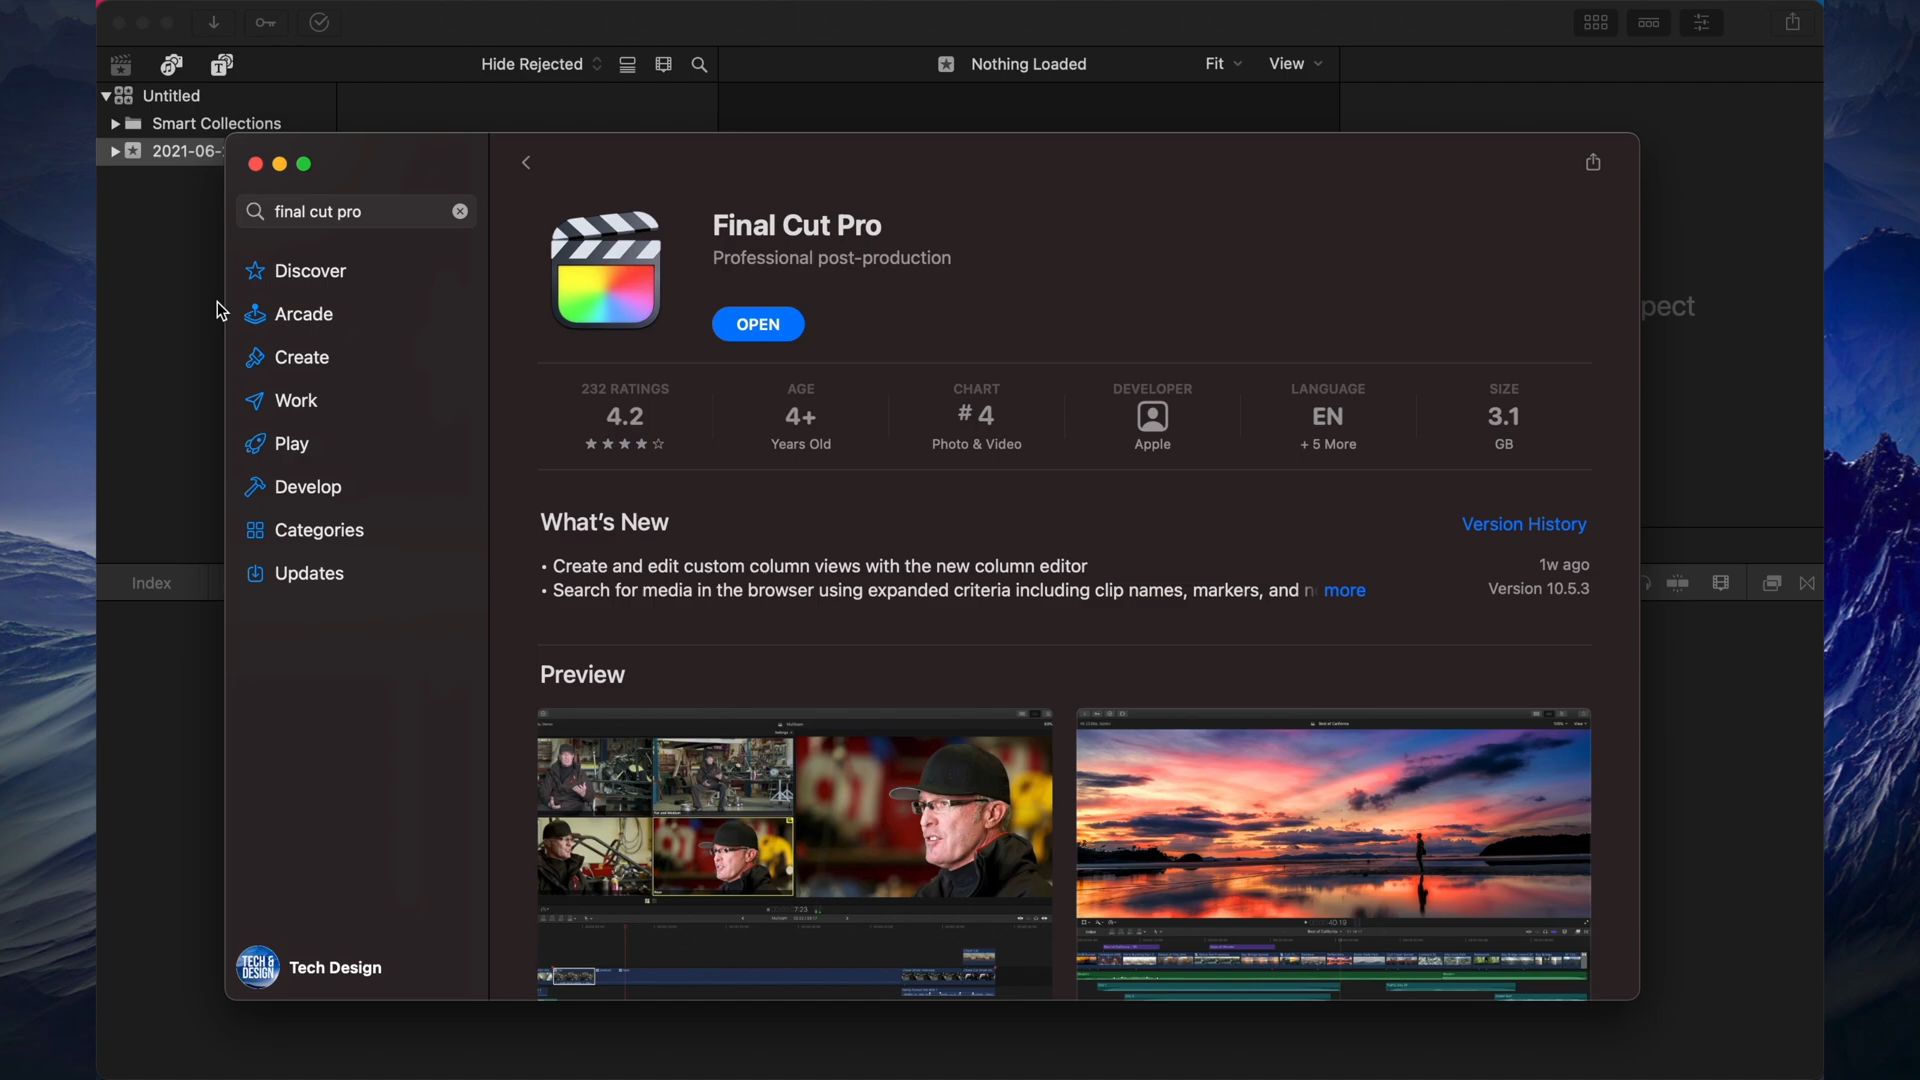 Hide Rejected
Nothing Loaded
Fit
View
Untitled
Smart Collections
2021-06-
final cut pro
Discover
Arcade
Create
Work
Play
Develop
Categories
Updates
Tech Design
TECH &
DESIGN
Index
pect
Final Cut Pro
Professional post-production
OPEN
232 RATINGS
4.2
AGE
4+
Years Old
CHART
#4
Photo & Video
DEVELOPER
Apple
LANGUAGE
EN
+ 5 More
SIZE
3.1
GB
What's New
Version History
• Create and edit custom column views with the new column editor
1w ago
• Search for media in the browser using expanded criteria including clip names, markers, and
more
Version 10.5.3
Preview